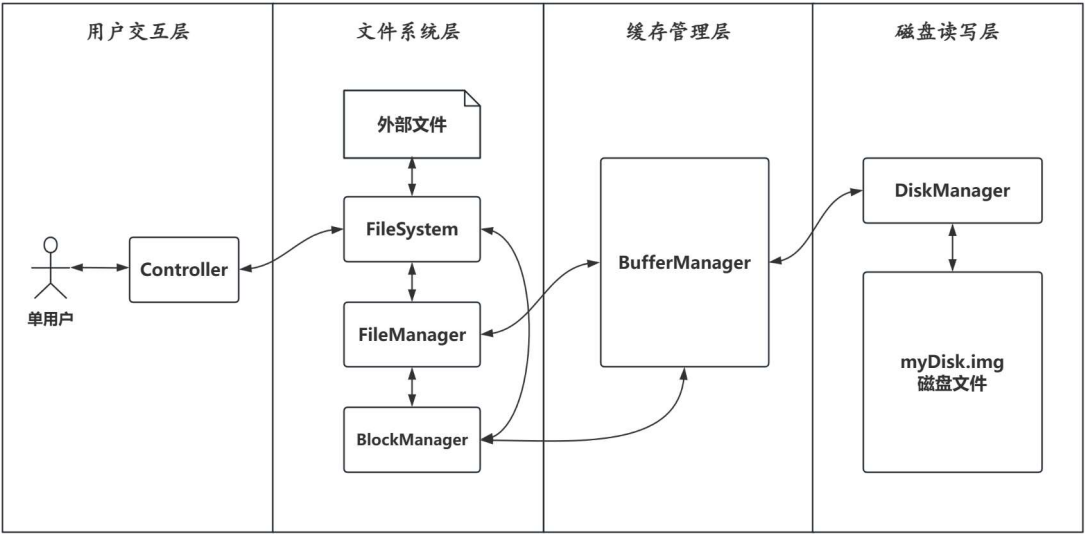 用户交互层
文件系统层
缓存管理层
磁盘读写层
外部文件
FileSystem
Controller
单用户
FileManager
BlockManager
BufferManager
DiskManager
myDisk.img
磁盘文件